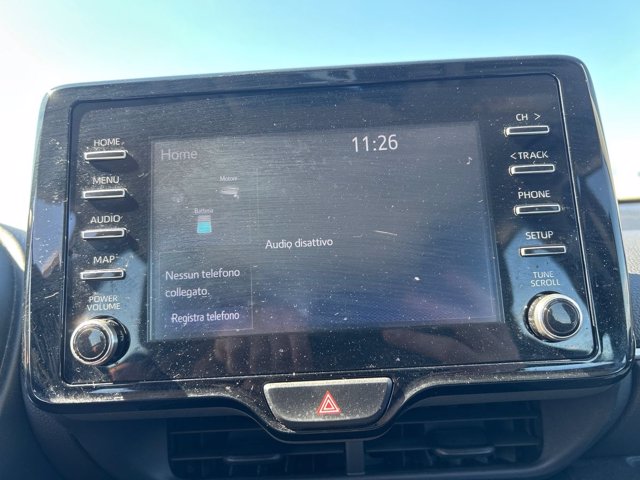 HOME
MENU
AUDIO
MAP
POWER
VOLUME
Home
11:26
Motore
Batteria
Audio disattivo
Nessun telefono
collegato.
Registra telefono
CH >
< TRACK
PHONE
SETUP
TUNE
SCROLL